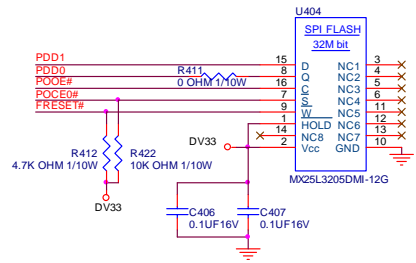 U404
SPI FLASH
32M bit
PDD1 15 D NC1 3
PDD0 R411 8 Q NC2 4
POOE# 0 OHM 1/10W 16 C NC3 5
POCE0# 7 S NC4 6
FRESET# 9 W NC5 11
1 HOLD NC6 12
14 NC8 NC7 13
DV33 2 Vcc GND 10
R412 R422
4.7K OHM 1/10W 10K OHM 1/10W
MX25L3205DMI-12G
DV33
C406 C407
0.1UF16V 0.1UF16V